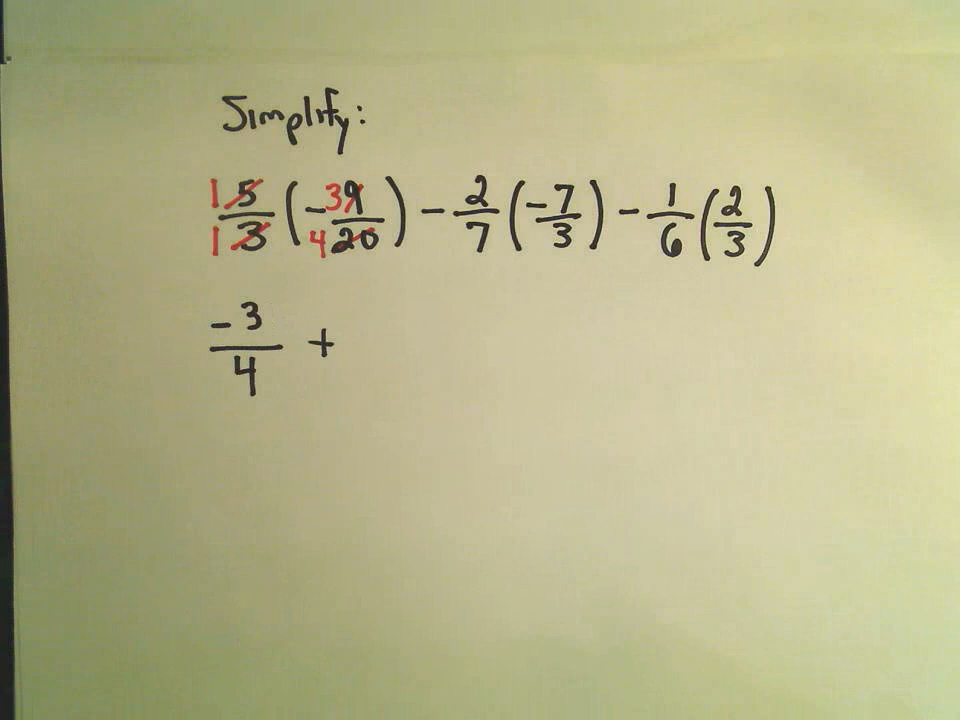 Simplify:
1 5/1 3 (-3 9/4 20) - 2/7 (-7/3) - 1/6 (2/3)
-3/4 +